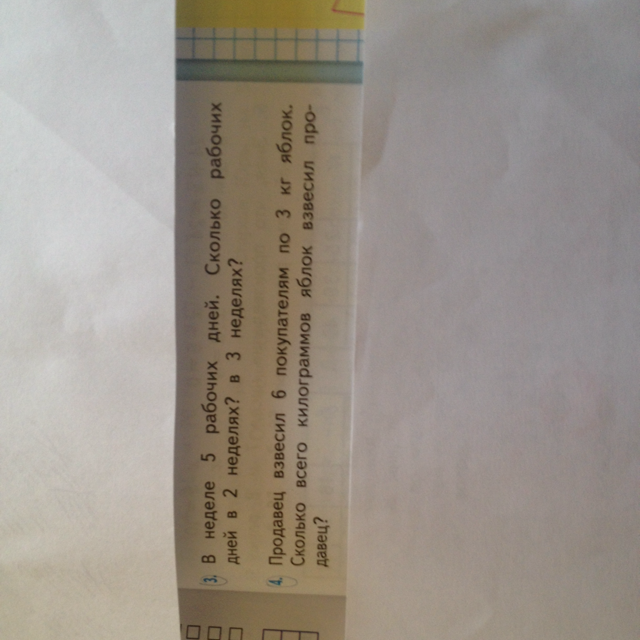 3. В неделе 5 рабочих дней. Сколько рабочих
дней в 2 неделях? в 3 неделях?
4. Продавец взвесил 6 покупателям по 3 кг яблок.
Сколько всего килограммов яблок взвесил про-
давец?